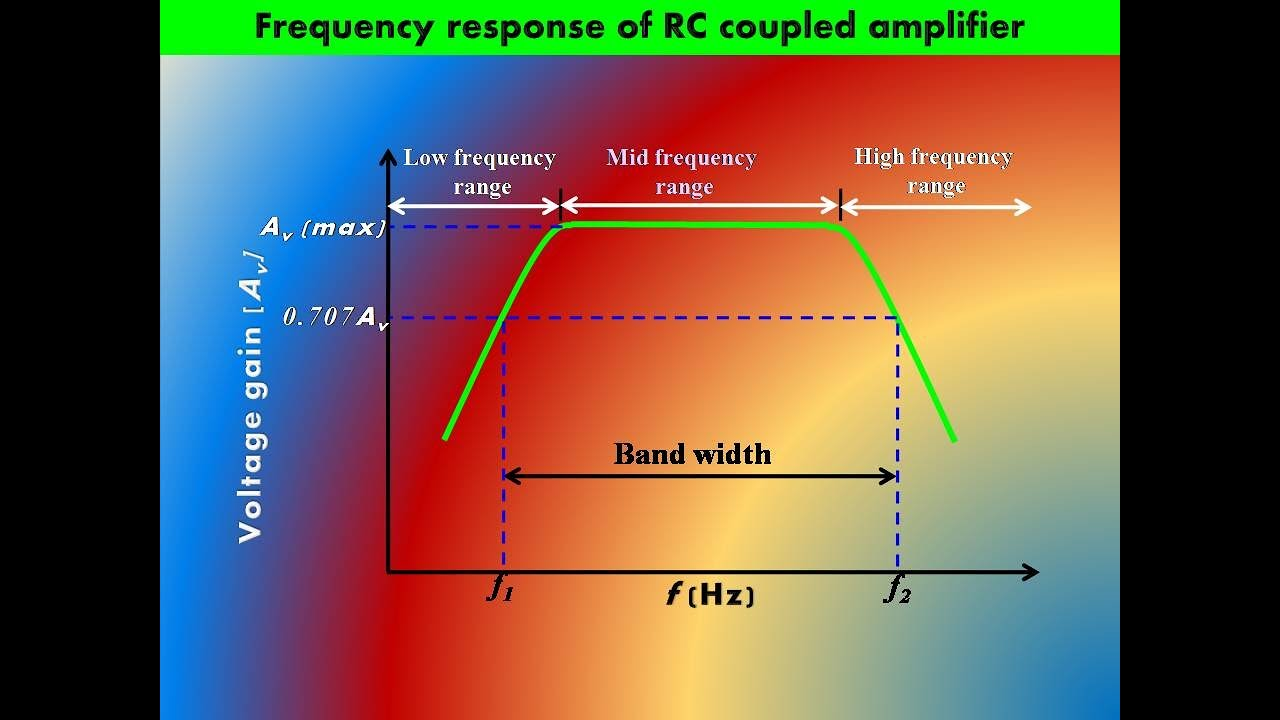 Frequency response of RC coupled amplifier
Low frequency
range
Mid frequency
range
High frequency
range
Av (max)
Voltage gain [Av]
0.707Av
Band width
f1
f (Hz)
f2